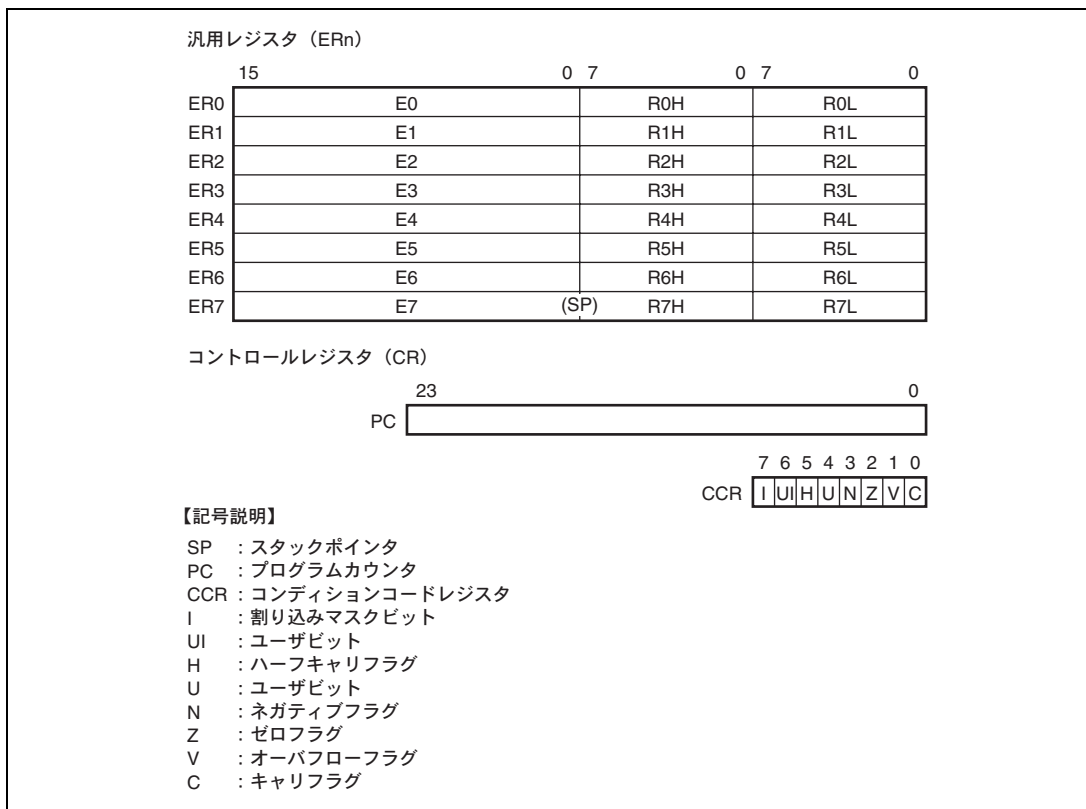 汎用レジスタ（ERn）
15 0 7 0 7 0
ER0 E0 R0H R0L
ER1 E1 R1H R1L
ER2 E2 R2H R2L
ER3 E3 R3H R3L
ER4 E4 R4H R4L
ER5 E5 R5H R5L
ER6 E6 R6H R6L
ER7 E7 (SP) R7H R7L
コントロールレジスタ（CR）
23 0
PC
7 6 5 4 3 2 1 0
CCR I UI H U N Z V C
【記号説明】
SP ：スタックポインタ
PC ：プログラムカウンタ
CCR：コンディションコードレジスタ
I ：割り込みマスクビット
UI ：ユーザビット
H ：ハーフキャリフラグ
U ：ユーザビット
N ：ネガティブフラグ
Z ：ゼロフラグ
V ：オーバフローフラグ
C ：キャリフラグ